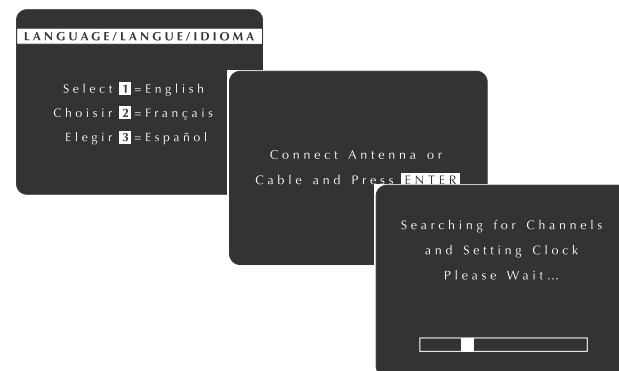 LANGUAGE/LANGUE/IDIOMA
Select 1=English
Choisir 2=Français
Elegir 3=Español
Connect Antenna or
Cable and Press ENTER
Searching for Channels
and Setting Clock
Please Wait...